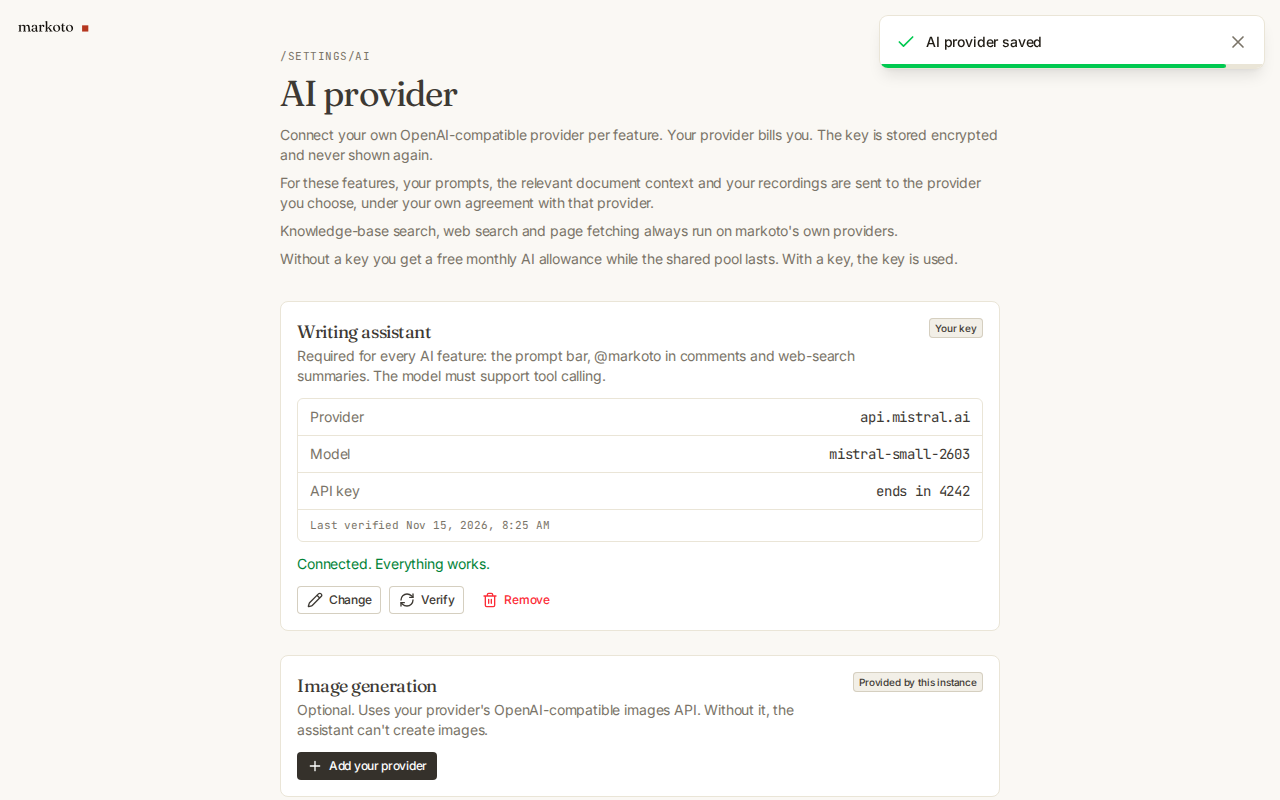 markoto
AI provider saved
/SETTINGS/AI
AI provider
Connect your own OpenAI-compatible provider per feature. Your provider bills you. The key is stored encrypted
and never shown again.
For these features, your prompts, the relevant document context and your recordings are sent to the provider
you choose, under your own agreement with that provider.
Knowledge-base search, web search and page fetching always run on markoto's own providers.
Without a key you get a free monthly AI allowance while the shared pool lasts. With a key, the key is used.
Writing assistant
Your key
Required for every AI feature: the prompt bar, @markoto in comments and web-search
summaries. The model must support tool calling.
Provider api.mistral.ai
Model mistral-small-2603
API key ends in 4242
Last verified Nov 15, 2026, 8:25 AM
Connected. Everything works.
Change Verify Remove
Image generation
Provided by this instance
Optional. Uses your provider's OpenAI-compatible images API. Without it, the
assistant can't create images.
Add your provider